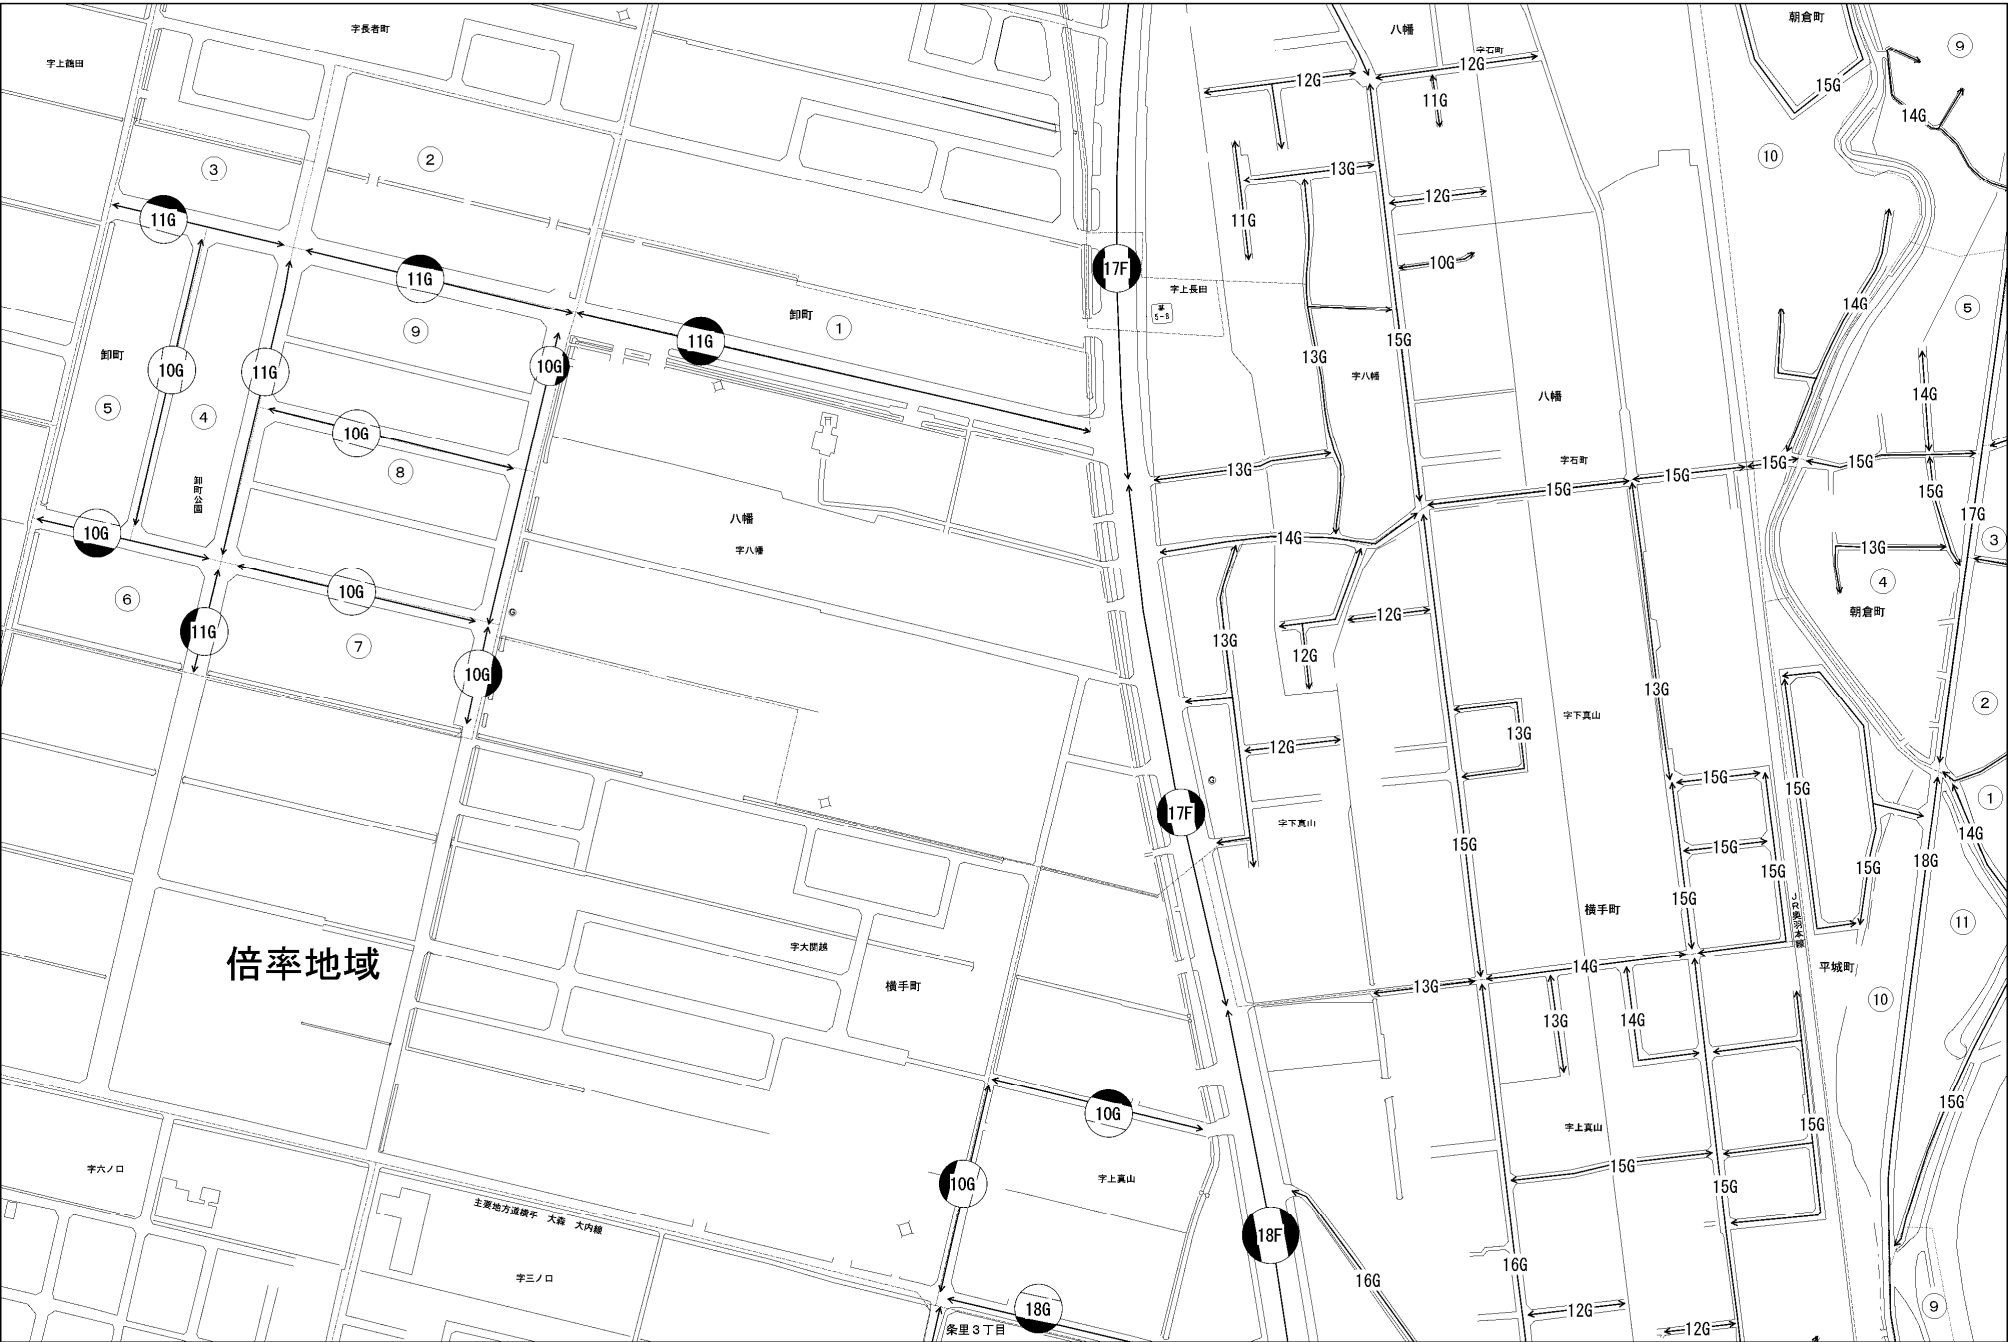 字長者町
八幡
字石町
朝倉町
⑨
字上鶴田
12G
12G
15G
11G
14G
②
⑩
③
13G
12G
11G
11G
11G
17F
10G
字上長田
14G
⑤
卸町
①
⑨
11G
15G
卸町
13G
10G
11G
10G
字八幡
八幡
14G
⑤
④
10G
⑧
13G
字石町
15G
15G
15G
15G
15G
卸町公園
八幡
17G
10G
14G
③
字八幡
13G
④
10G
⑥
朝倉町
12G
11G
⑦
13G
12G
10G
13G
②
字下真山
13G
12G
15G
15G
①
17F
字下真山
14G
15G
15G
18G
15G
15G
15G
横手町
JR奥羽本線
⑪
字大関越
倍率地域
14G
平城町
横手町
13G
⑩
13G
14G
15G
10G
15G
字上真山
字六ノ口
15G
字上真山
10G
15G
主要地方道横手 大森 大内線
18F
16G
字三ノ口
16G
18G
12G
⑨
条里3丁目
12G